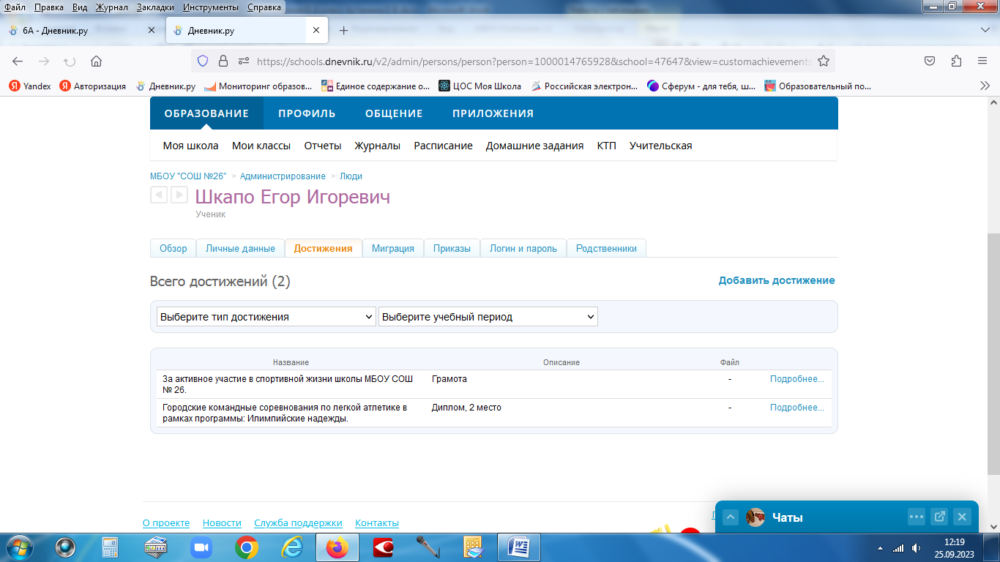 Файл Правка Вид Журнал Закладки Инструменты Справка
6А - Дневник.ру
Дневник.ру
https://schools.dnevnik.ru/v2/admin/persons/person?person=1000014765928&school=47647&view=customachievements
Yandex Авторизация Дневник.ру Мониторинг образов... Единое содержание о... ЦОС Моя Школа Российская электрон... Сферум - для тебя, ш... Образовательный по...
ОБРАЗОВАНИЕ ПРОФИЛЬ ОБЩЕНИЕ ПРИЛОЖЕНИЯ
Моя школа Мои классы Отчеты Журналы Расписание Домашние задания КТП Учительская
МБОУ "СОШ №26" > Администрирование > Люди
Шкапо Егор Игоревич
Ученик
Обзор Личные данные Достижения Миграция Приказы Логин и пароль Родственники
Всего достижений (2)
Добавить достижение
Выберите тип достижения Выберите учебный период
Название Описание Файл
За активное участие в спортивной жизни школы МБОУ СОШ
№ 26.
Грамота - Подробнее...
Городские командные соревнования по легкой атлетике в
рамках программы: Илимпийские надежды.
Диплом, 2 место - Подробнее...
О проекте Новости Служба поддержки Контакты
Чаты
12:19
25.09.2023